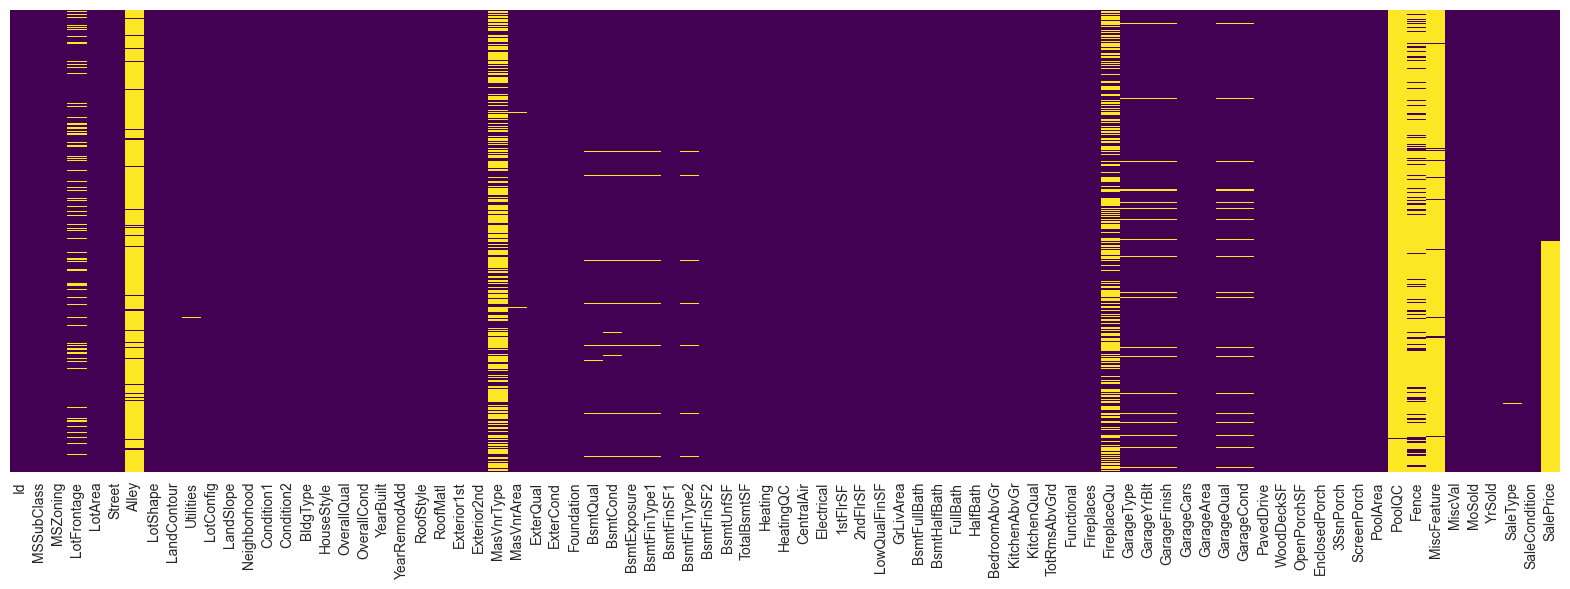 Id
MSSubClass
MSZoning
LotFrontage
LotArea
Street
Alley
LotShape
LandContour
Utilities
LotConfig
LandSlope
Neighborhood
Condition1
Condition2
BldgType
HouseStyle
OverallQual
OverallCond
YearBuilt
YearRemodAdd
RoofStyle
RoofMatl
Exterior1st
Exterior2nd
MasVnrType
MasVnrArea
ExterQual
ExterCond
Foundation
BsmtQual
BsmtCond
BsmtExposure
BsmtFinType1
BsmtFinSF1
BsmtFinType2
BsmtFinSF2
BsmtUnfSF
TotalBsmtSF
Heating
HeatingQC
CentralAir
Electrical
1stFlrSF
2ndFlrSF
LowQualFinSF
GrLivArea
BsmtFullBath
BsmtHalfBath
FullBath
HalfBath
BedroomAbvGr
KitchenAbvGr
KitchenQual
TotRmsAbvGrd
Functional
Fireplaces
FireplaceQu
GarageType
GarageYrBlt
GarageFinish
GarageCars
GarageArea
GarageQual
GarageCond
PavedDrive
WoodDeckSF
OpenPorchSF
EnclosedPorch
3SsnPorch
ScreenPorch
PoolArea
PoolQC
Fence
MiscFeature
MiscVal
MoSold
YrSold
SaleType
SaleCondition
SalePrice